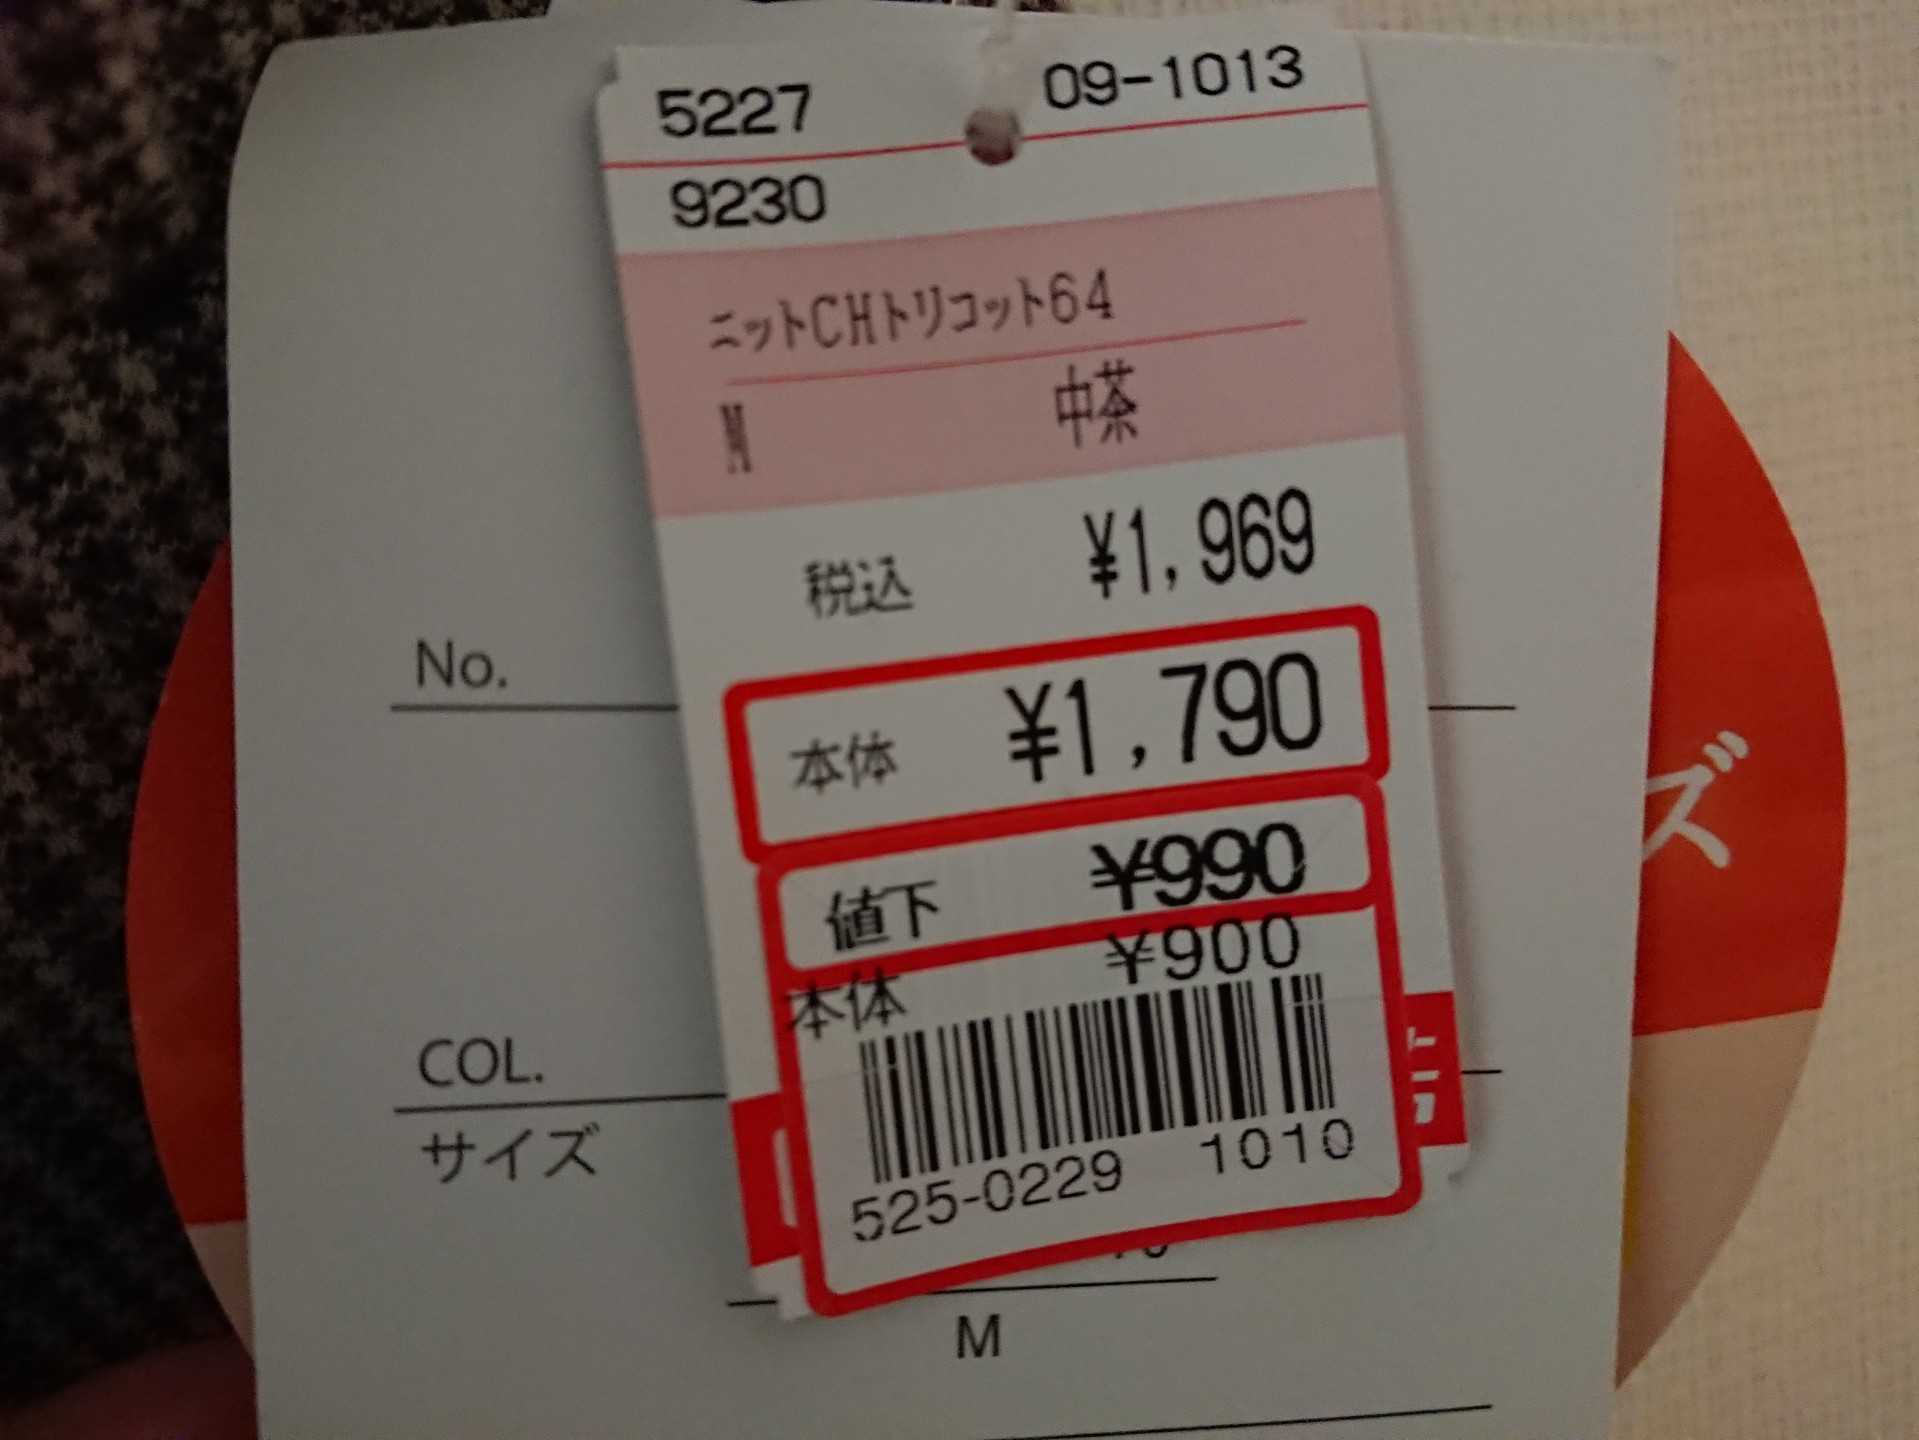 5227 09-1013
9230
ニットCHトリコット64
M 中茶
税込 ¥1,969
本体 ¥1,790
値下 ¥990
本体 ¥900
525-0229 1010
No.
ズ
COL.
サイズ
M